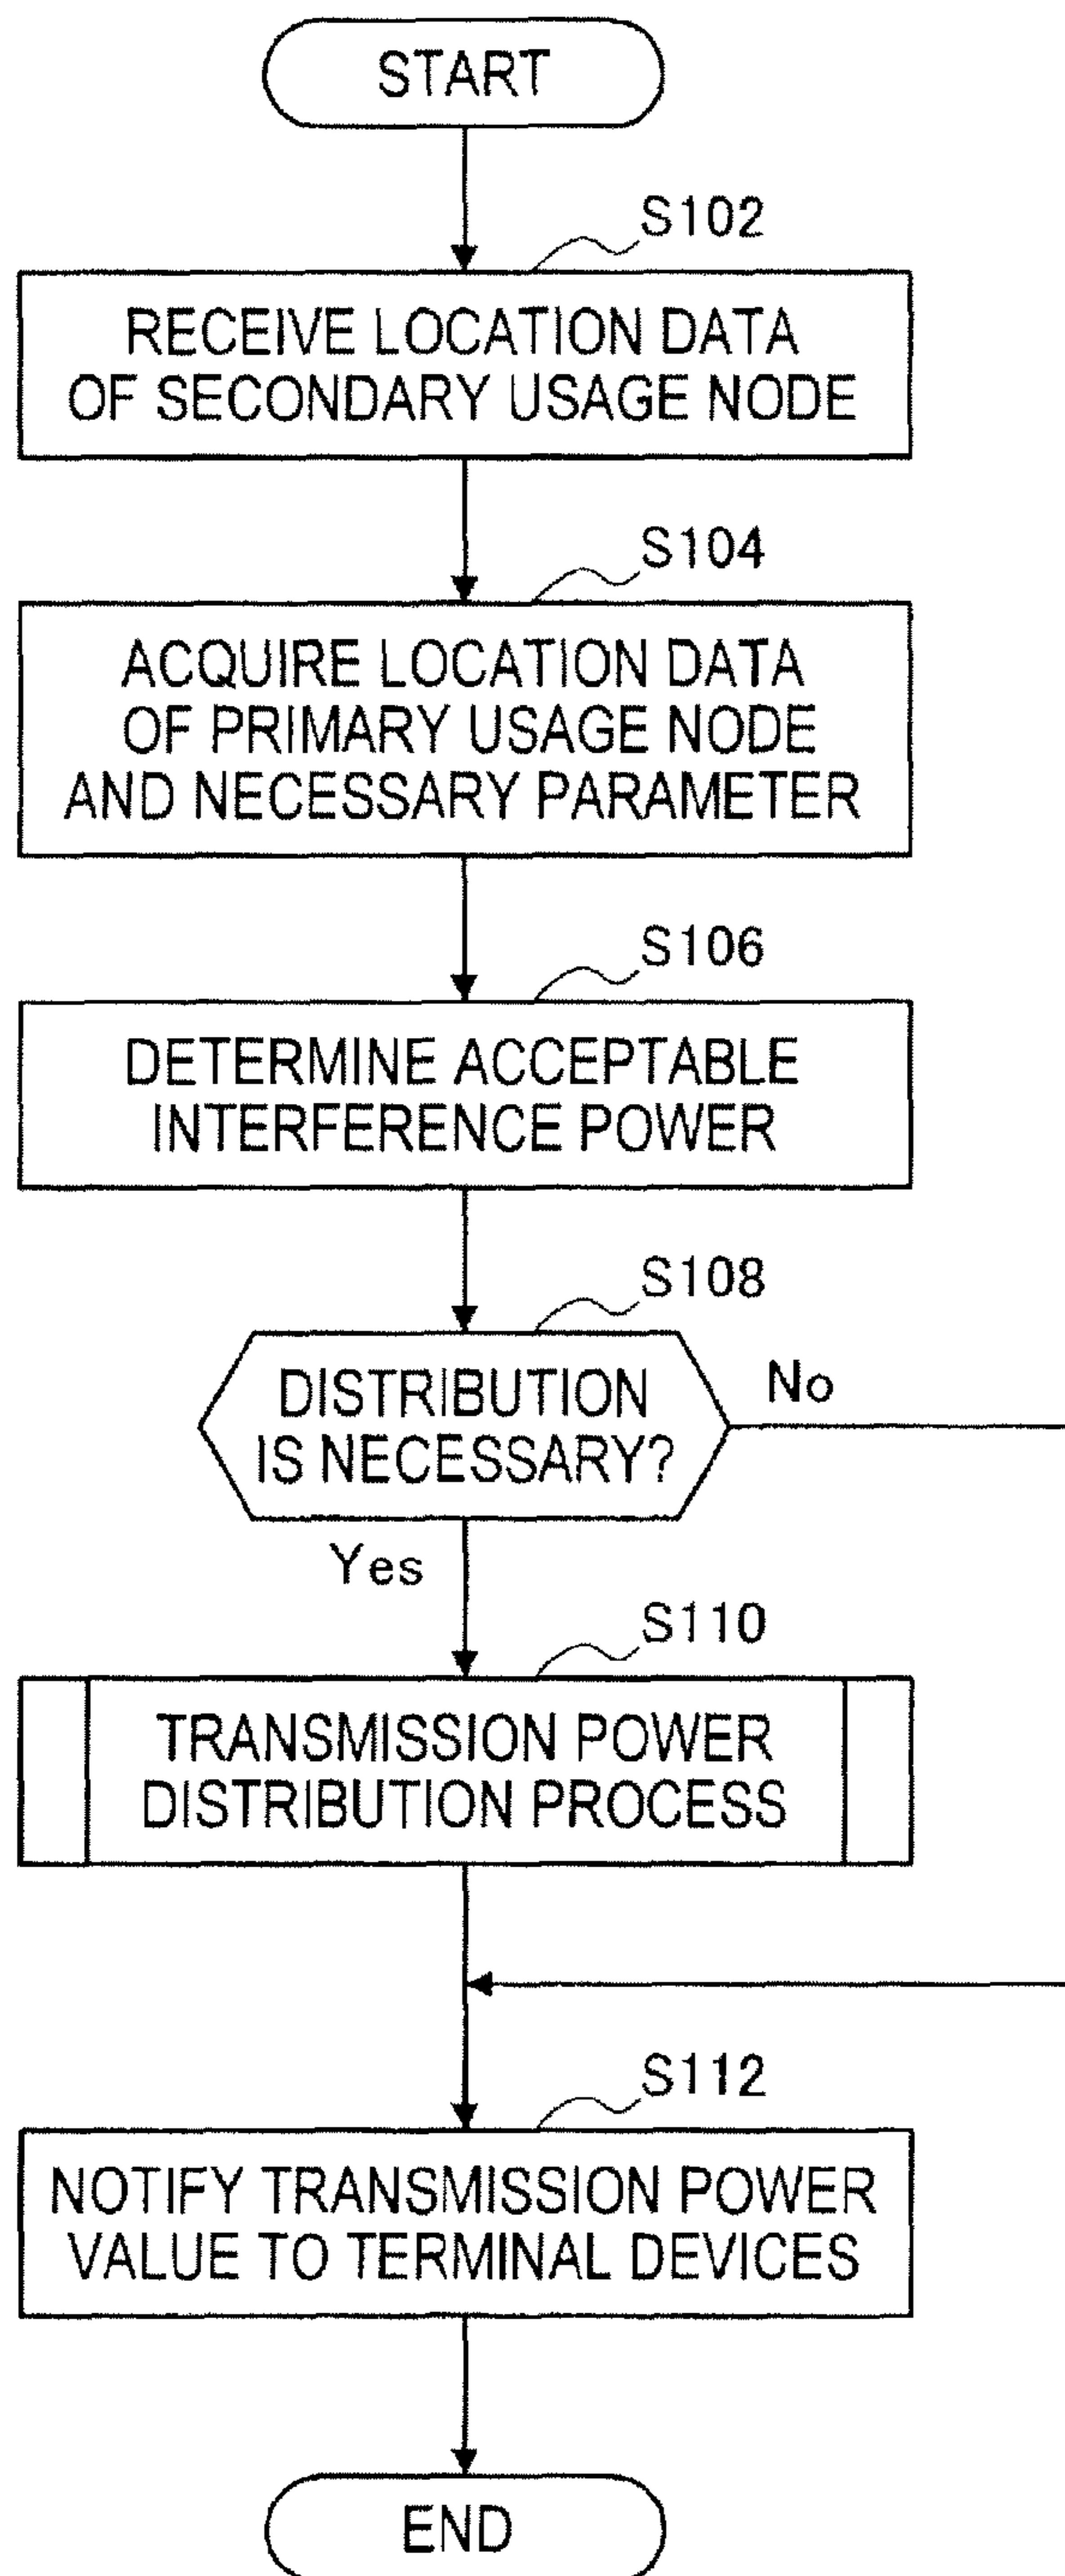 START
S102
RECEIVE LOCATION DATA
OF SECONDARY USAGE NODE
S104
ACQUIRE LOCATION DATA
OF PRIMARY USAGE NODE
AND NECESSARY PARAMETER
S106
DETERMINE ACCEPTABLE
INTERFERENCE POWER
S108
DISTRIBUTION
IS NECESSARY?
No
Yes
S110
TRANSMISSION POWER
DISTRIBUTION PROCESS
S112
NOTIFY TRANSMISSION POWER
VALUE TO TERMINAL DEVICES
END